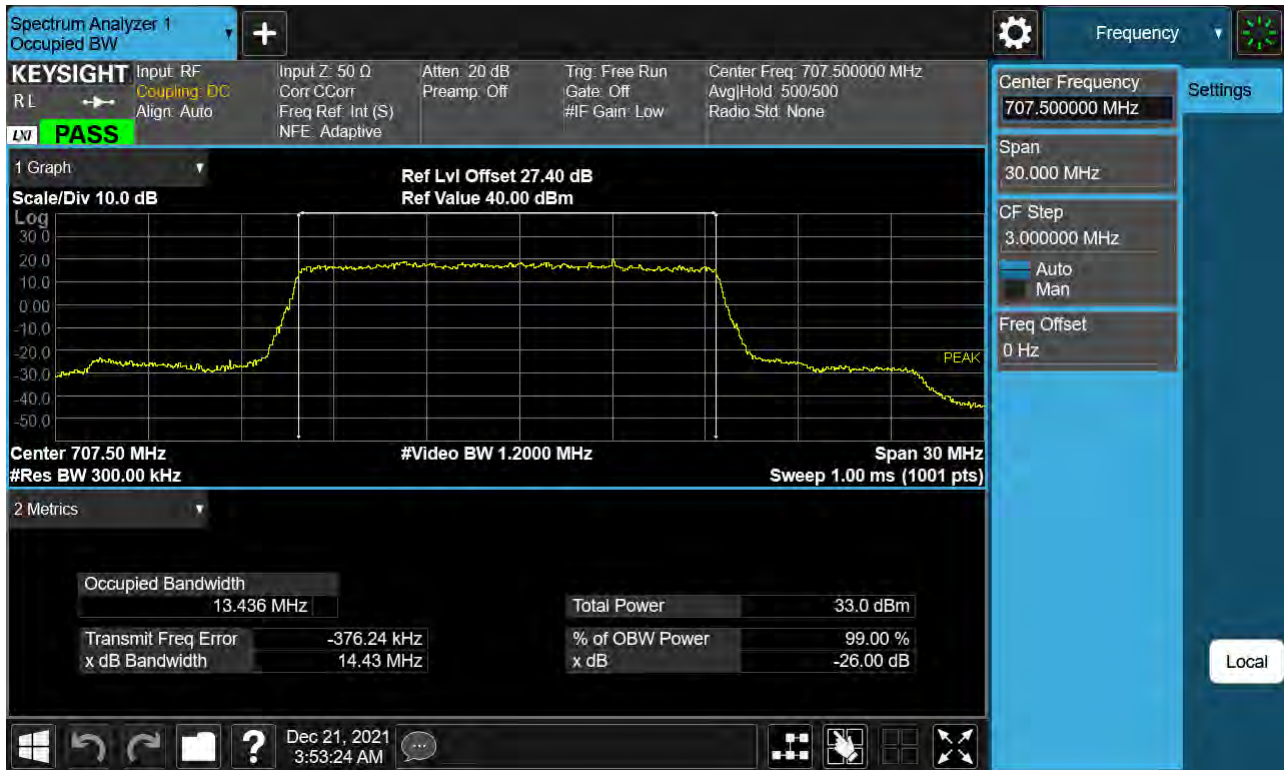 Spectrum Analyzer 1
Occupied BW
+
Frequency
KEYSIGHT
RL
LXI PASS
Input: RF
Coupling: DC
Align: Auto
Input Z: 50 Ω
Corr CCorr
Freq Ref: Int (S)
NFE: Adaptive
Atten: 20 dB
Preamp: Off
Trig: Free Run
Gate: Off
#IF Gain: Low
Center Freq: 707.500000 MHz
Avg|Hold: 500/500
Radio Std: None
Center Frequency
707.500000 MHz
Settings
Span
30.000 MHz
CF Step
3.000000 MHz
Auto
Man
Freq Offset
0 Hz
Local
1 Graph
Scale/Div 10.0 dB
Ref Lvl Offset 27.40 dB
Ref Value 40.00 dBm
Log
30.0
20.0
10.0
0.00
-10.0
-20.0
-30.0
-40.0
-50.0
PEAK
Center 707.50 MHz
#Video BW 1.2000 MHz
Span 30 MHz
#Res BW 300.00 kHz
Sweep 1.00 ms (1001 pts)
2 Metrics
Occupied Bandwidth
13.436 MHz
Total Power 33.0 dBm
Transmit Freq Error -376.24 kHz
% of OBW Power 99.00 %
x dB Bandwidth 14.43 MHz
x dB -26.00 dB
?
Dec 21, 2021
3:53:24 AM